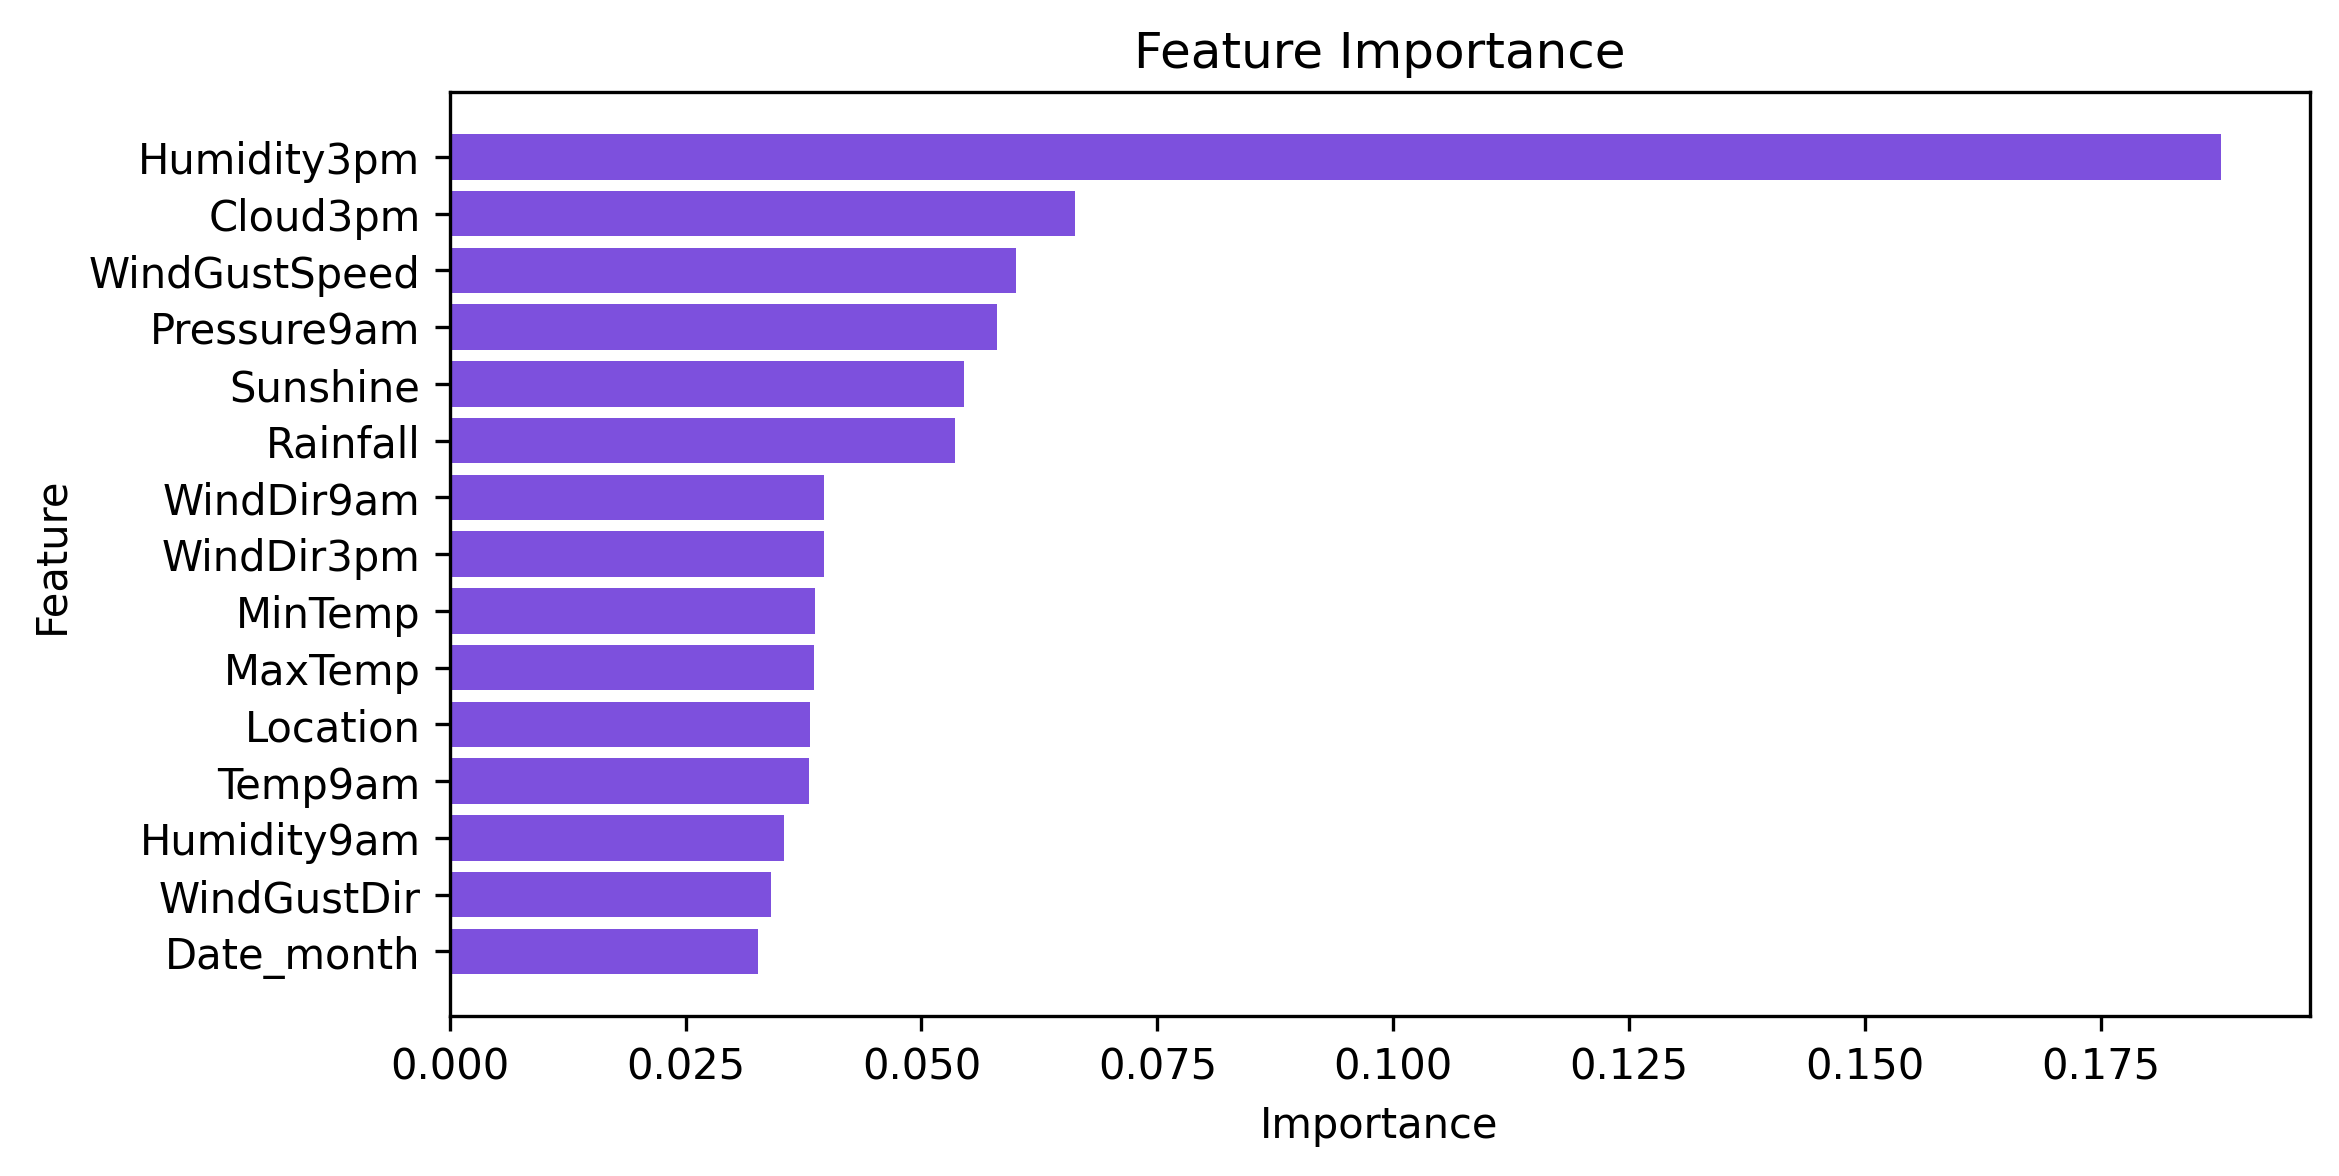 Feature Importance
Humidity3pm
Cloud3pm
WindGustSpeed
Pressure9am
Sunshine
Rainfall
WindDir9am
WindDir3pm
MinTemp
MaxTemp
Location
Temp9am
Humidity9am
WindGustDir
Date_month
Feature
0.000 0.025 0.050 0.075 0.100 0.125 0.150 0.175
Importance